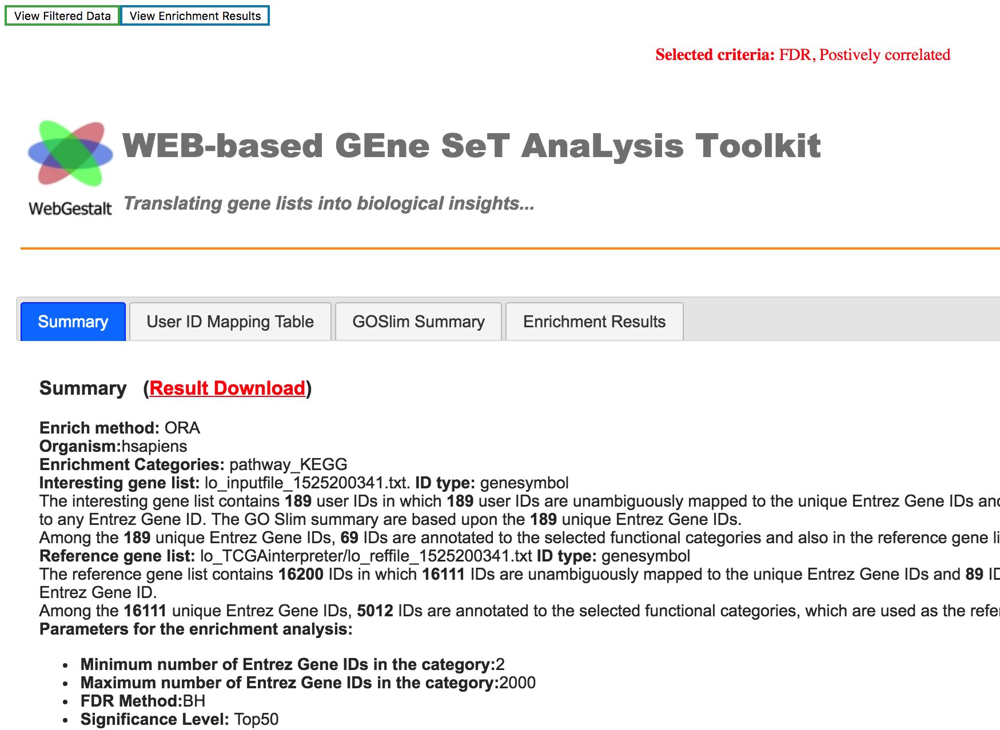 View Filtered Data View Enrichment Results
Selected criteria: FDR, Postively correlated
WEB-based GEne SeT AnaLysis Toolkit
WebGestalt Translating gene lists into biological insights...
Summary User ID Mapping Table GOSlim Summary Enrichment Results
Summary (Result Download)
Enrich method: ORA
Organism:hsapiens
Enrichment Categories: pathway_KEGG
Interesting gene list: lo_inputfile_1525200341.txt. ID type: genesymbol
The interesting gene list contains 189 user IDs in which 189 user IDs are unambiguously mapped to the unique Entrez Gene IDs
to any Entrez Gene ID. The GO Slim summary are based upon the 189 unique Entrez Gene IDs.
Among the 189 unique Entrez Gene IDs, 69 IDs are annotated to the selected functional categories and also in the reference gene
Reference gene list: lo_TCGAinterpreter/lo_reffile_1525200341.txt ID type: genesymbol
The reference gene list contains 16200 IDs in which 16111 IDs are unambiguously mapped to the unique Entrez Gene IDs and 89
Entrez Gene ID.
Among the 16111 unique Entrez Gene IDs, 5012 IDs are annotated to the selected functional categories, which are used as the
Parameters for the enrichment analysis:
• Minimum number of Entrez Gene IDs in the category:2
• Maximum number of Entrez Gene IDs in the category:2000
• FDR Method:BH
• Significance Level: Top50